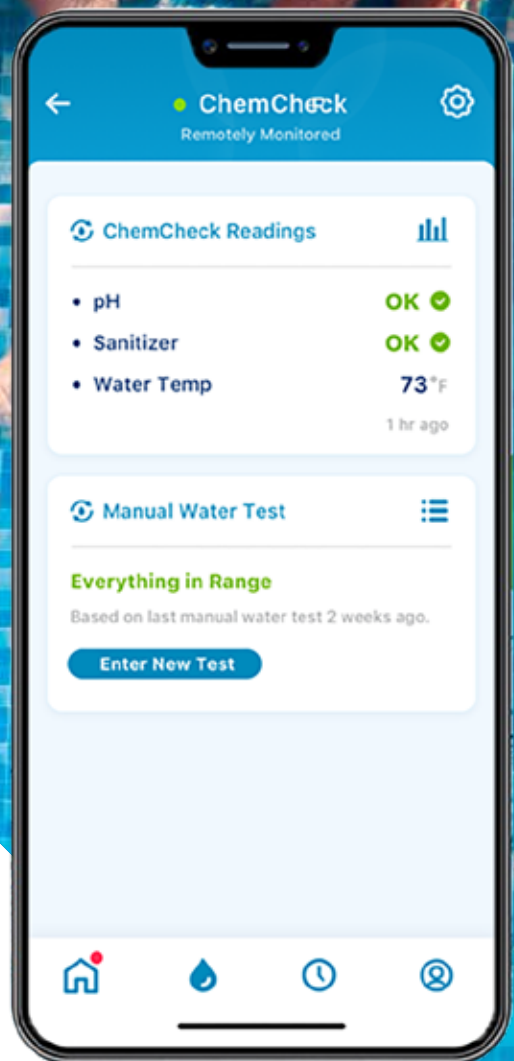 ChemCheck
Remotely Monitored
ChemCheck Readings
• pH OK
• Sanitizer OK
• Water Temp 73°F
1 hr ago
Manual Water Test
Everything in Range
Based on last manual water test 2 weeks ago.
Enter New Test